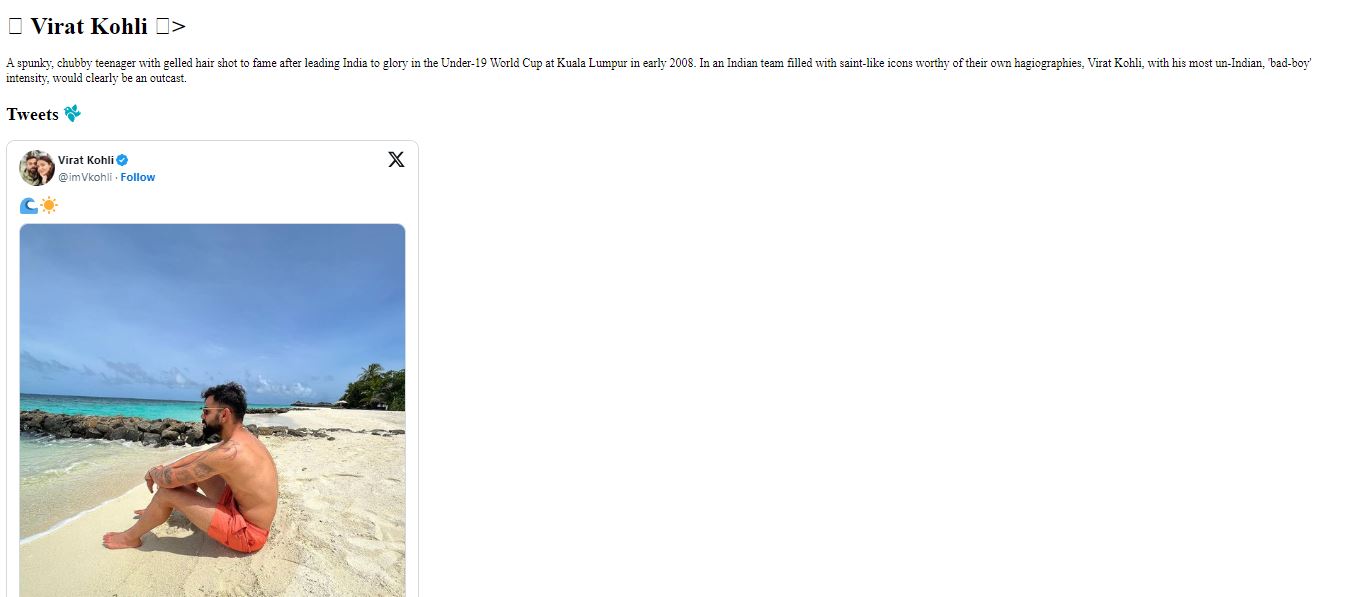 Virat Kohli >
A spunky, chubby teenager with gelled hair shot to fame after leading India to glory in the Under-19 World Cup at Kuala Lumpur in early 2008. In an Indian team filled with saint-like icons worthy of their own hagiographies, Virat Kohli, with his most un-Indian, 'bad-boy'
intensity, would clearly be an outcast.
Tweets
Virat Kohli
@imVkohli · Follow